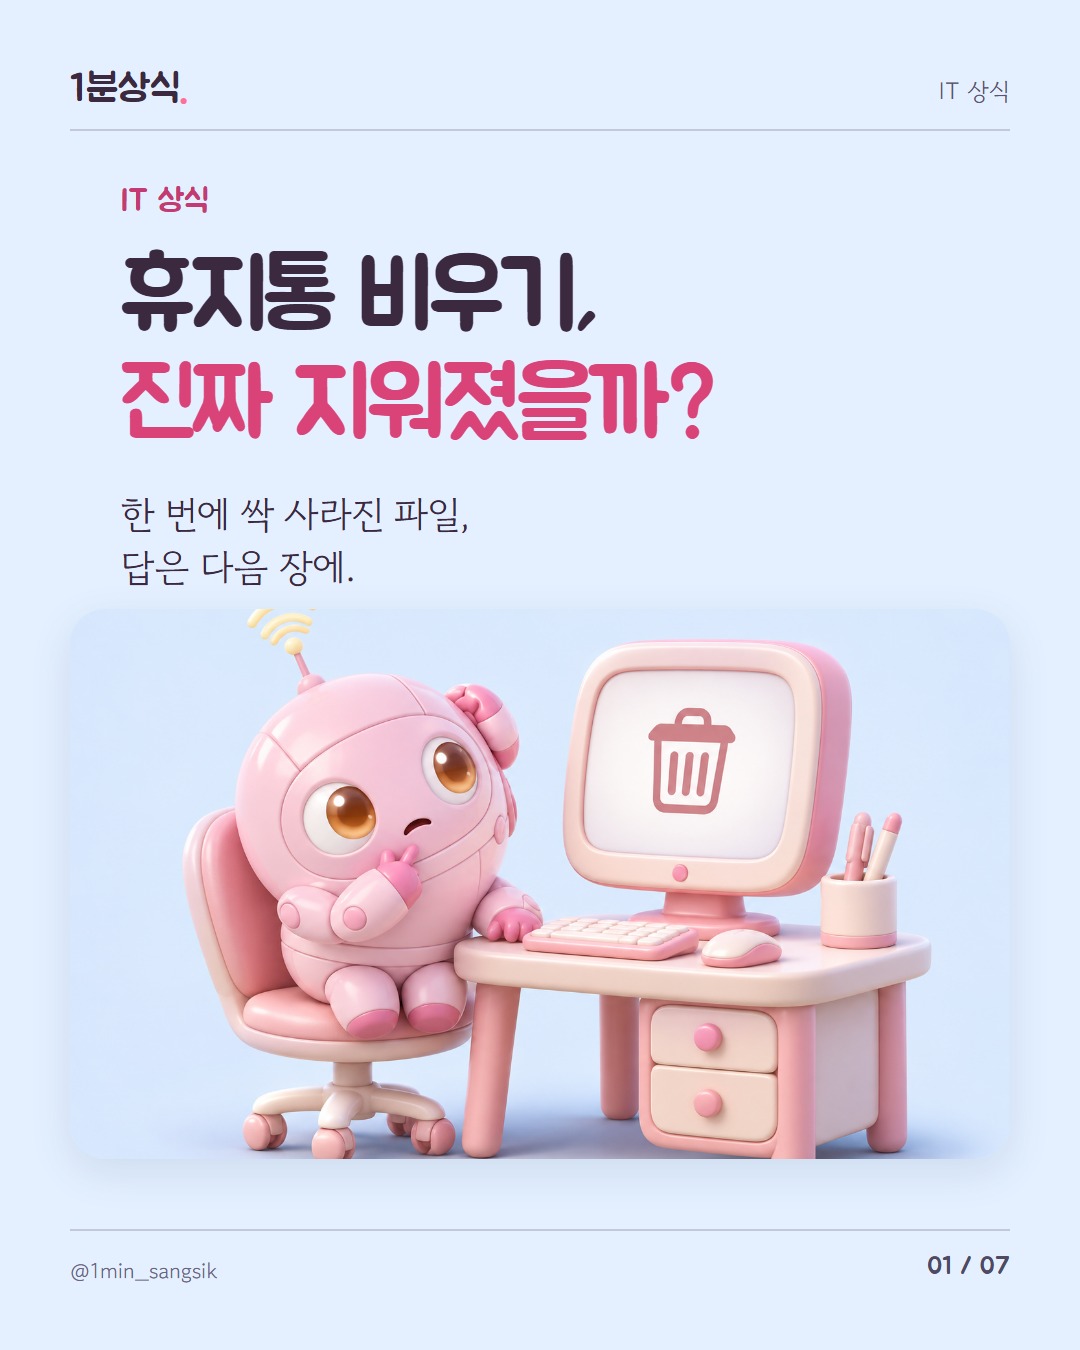 1분상식.
IT 상식
IT 상식
휴지통 비우기,
진짜 지워졌을까?
한 번에 싹 사라진 파일,
답은 다음 장에.
@1min_sangsik
01 / 07